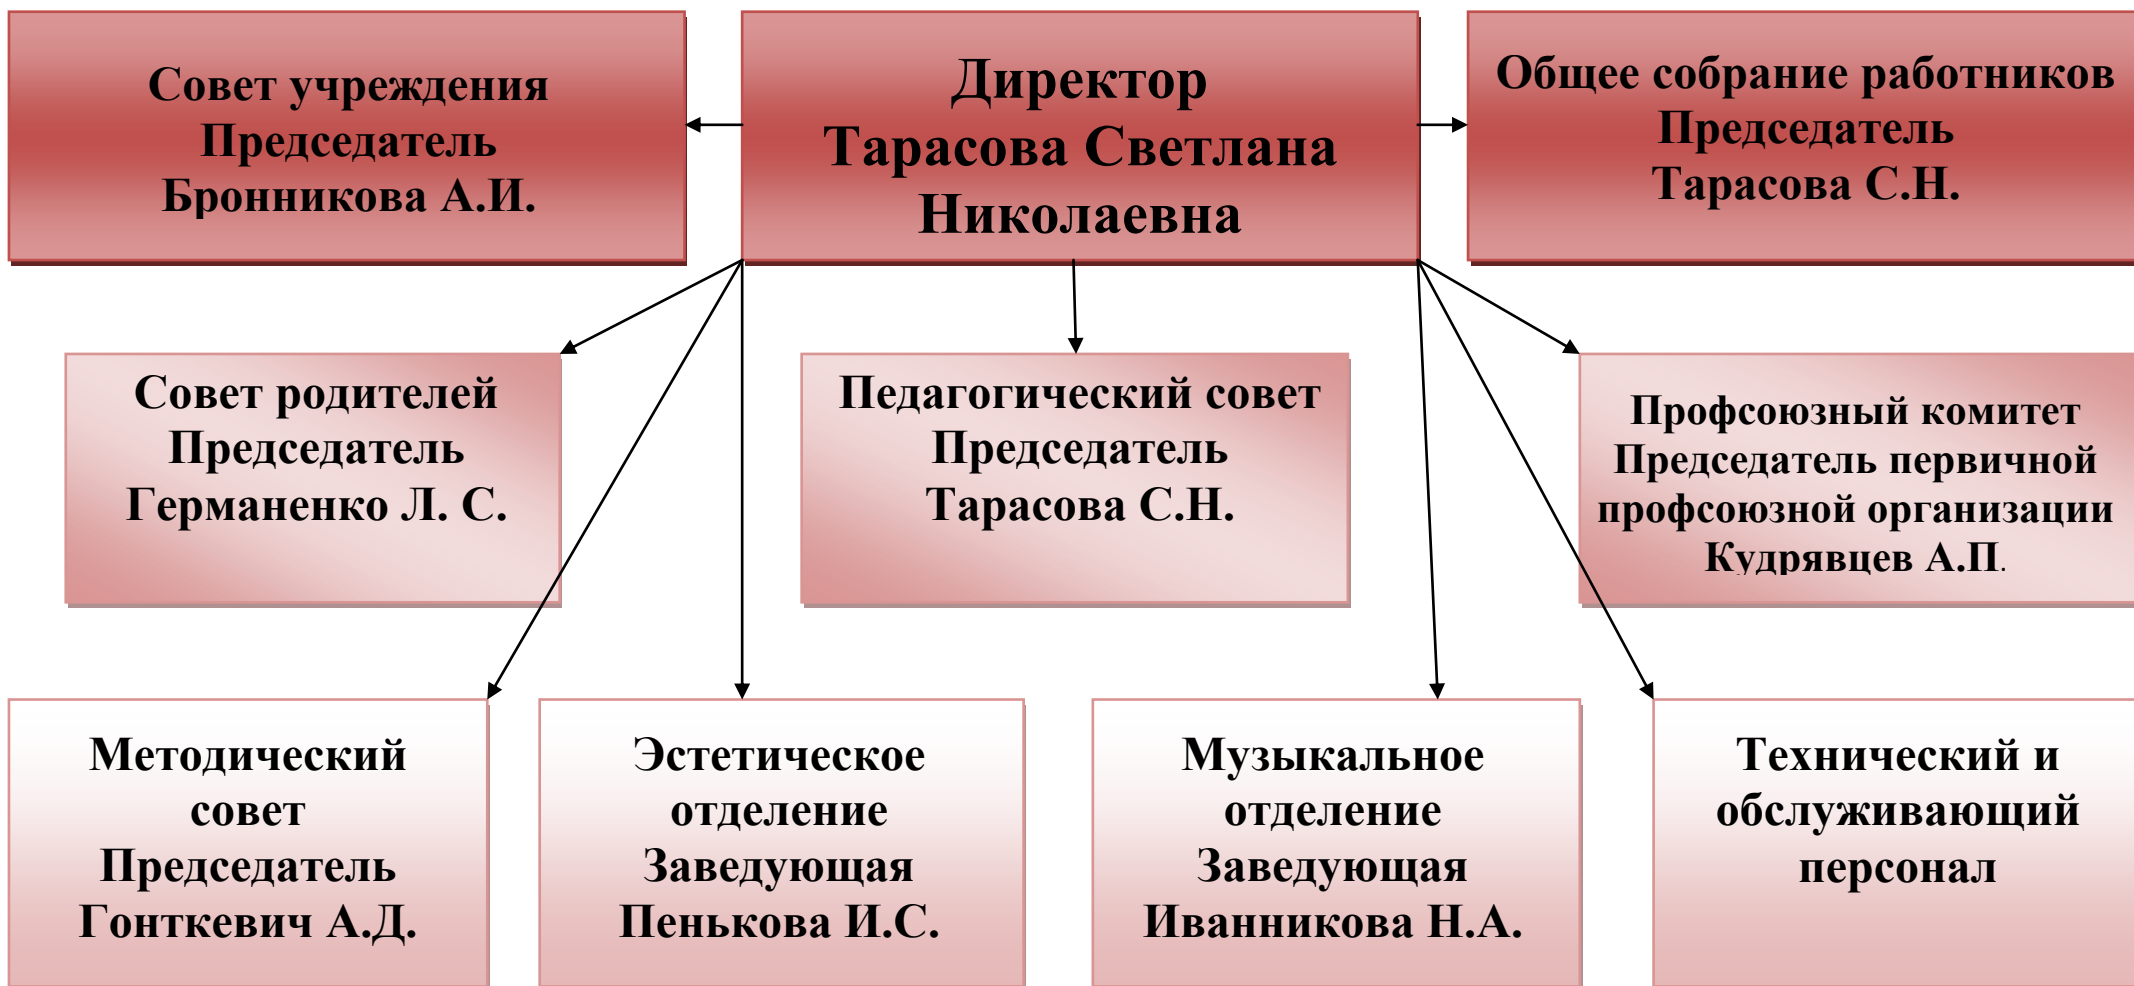 Совет учреждения
Председатель
Бронникова А.И.
Директор
Тарасова Светлана
Николаевна
Общее собрание работников
Председатель
Тарасова С.Н.
Совет родителей
Председатель
Германенко Л. С.
Педагогический совет
Председатель
Тарасова С.Н.
Профсоюзный комитет
Председатель первичной
профсоюзной организации
Кудрявцев А.П.
Методический
совет
Председатель
Гонткевич А.Д.
Эстетическое
отделение
Заведующая
Пенькова И.С.
Музыкальное
отделение
Заведующая
Иванникова Н.А.
Технический и
обслуживающий
персонал